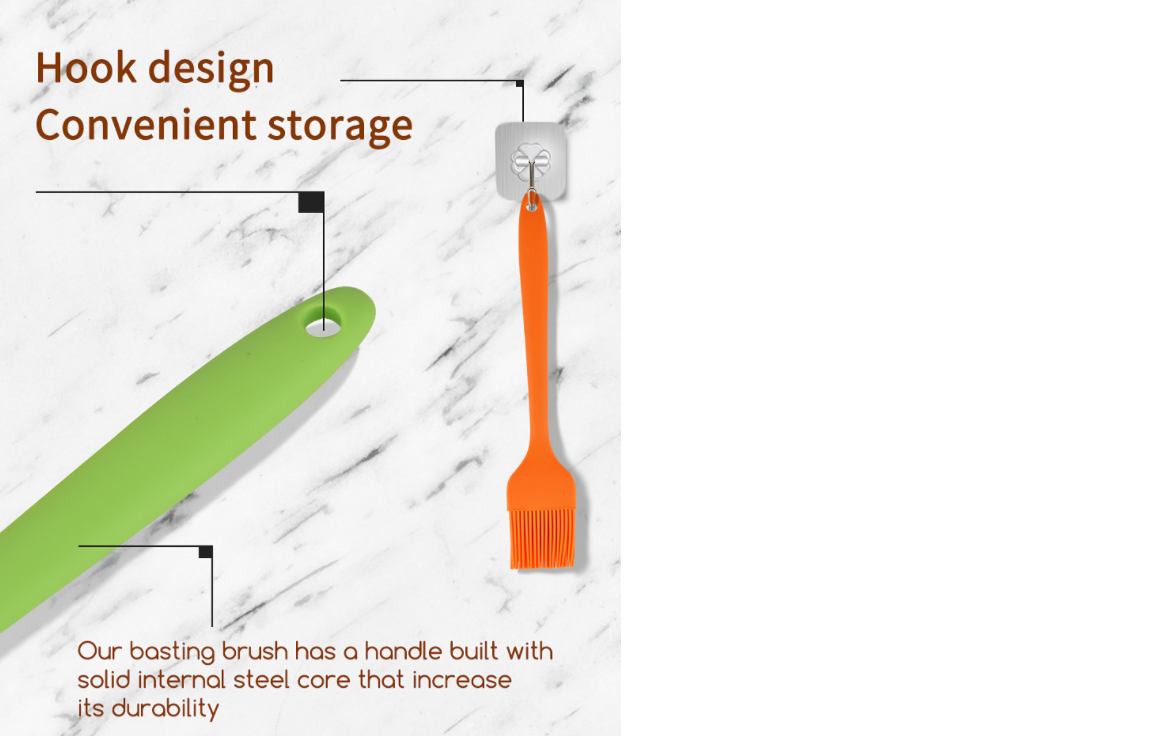 Hook design
Convenient storage
Our basting brush has a handle built with
solid internal steel core that increase
its durability